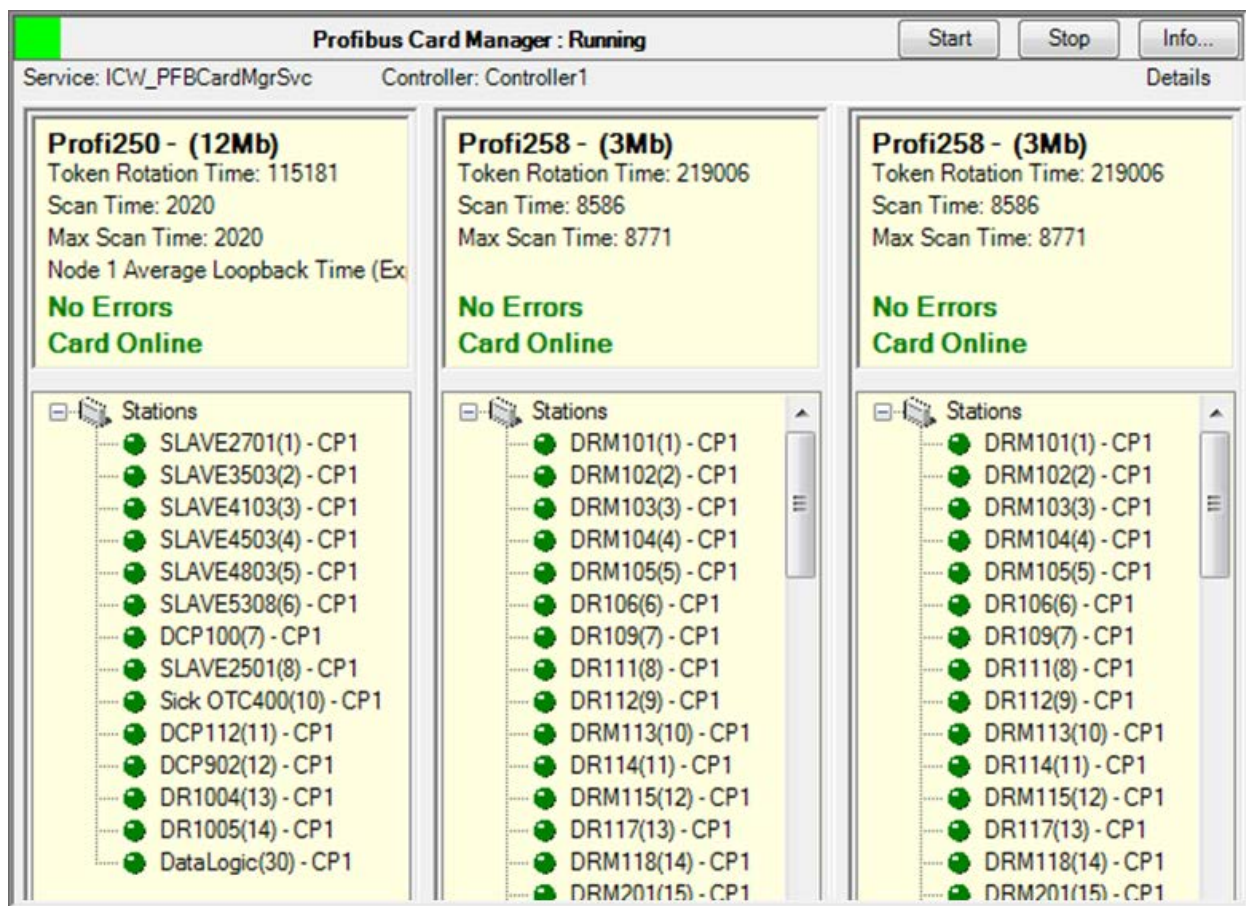 Profibus Card Manager : Running
Start
Stop
Info...
Service: ICW_PFBCardMgrSvc
Controller: Controller1
Details
Profi250 - (12Mb)
Token Rotation Time: 115181
Scan Time: 2020
Max Scan Time: 2020
Node 1 Average Loopback Time (Ex
No Errors
Card Online
Stations
SLAVE2701(1) - CP1
SLAVE3503(2) - CP1
SLAVE4103(3) - CP1
SLAVE4503(4) - CP1
SLAVE4803(5) - CP1
SLAVE5308(6) - CP1
DCP100(7) - CP1
SLAVE2501(8) - CP1
Sick OTC400(10) - CP1
DCP112(11) - CP1
DCP902(12) - CP1
DR1004(13) - CP1
DR1005(14) - CP1
DataLogic(30) - CP1
Profi258 - (3Mb)
Token Rotation Time: 219006
Scan Time: 8586
Max Scan Time: 8771
No Errors
Card Online
Stations
DRM101(1) - CP1
DRM102(2) - CP1
DRM103(3) - CP1
DRM104(4) - CP1
DRM105(5) - CP1
DR106(6) - CP1
DR109(7) - CP1
DR111(8) - CP1
DR112(9) - CP1
DRM113(10) - CP1
DR114(11) - CP1
DRM115(12) - CP1
DR117(13) - CP1
DRM118(14) - CP1
DRM201(15) - CP1
Profi258 - (3Mb)
Token Rotation Time: 219006
Scan Time: 8586
Max Scan Time: 8771
No Errors
Card Online
Stations
DRM101(1) - CP1
DRM102(2) - CP1
DRM103(3) - CP1
DRM104(4) - CP1
DRM105(5) - CP1
DR106(6) - CP1
DR109(7) - CP1
DR111(8) - CP1
DR112(9) - CP1
DRM113(10) - CP1
DR114(11) - CP1
DRM115(12) - CP1
DR117(13) - CP1
DRM118(14) - CP1
DRM201(15) - CP1